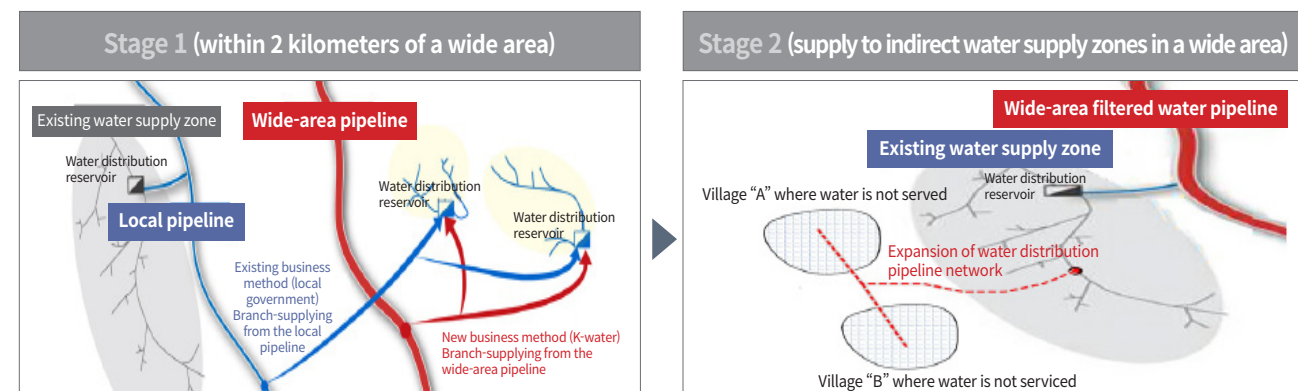 Stage 1 (within 2 kilometers of a wide area)
Existing water supply zone
Wide-area pipeline
Water distribution
reservoir
Local pipeline
Water distribution
reservoir
Water distribution
reservoir
Existing business
method (local
government)
Branch-supplying
from the local
pipeline
New business method (K-water)
Branch-supplying from the
wide-area pipeline
Stage 2 (supply to indirect water supply zones in a wide area)
Wide-area filtered water pipeline
Existing water supply zone
Water distribution
reservoir
Village “A” where water is not served
Expansion of water distribution
pipeline network
Village “B” where water is not serviced